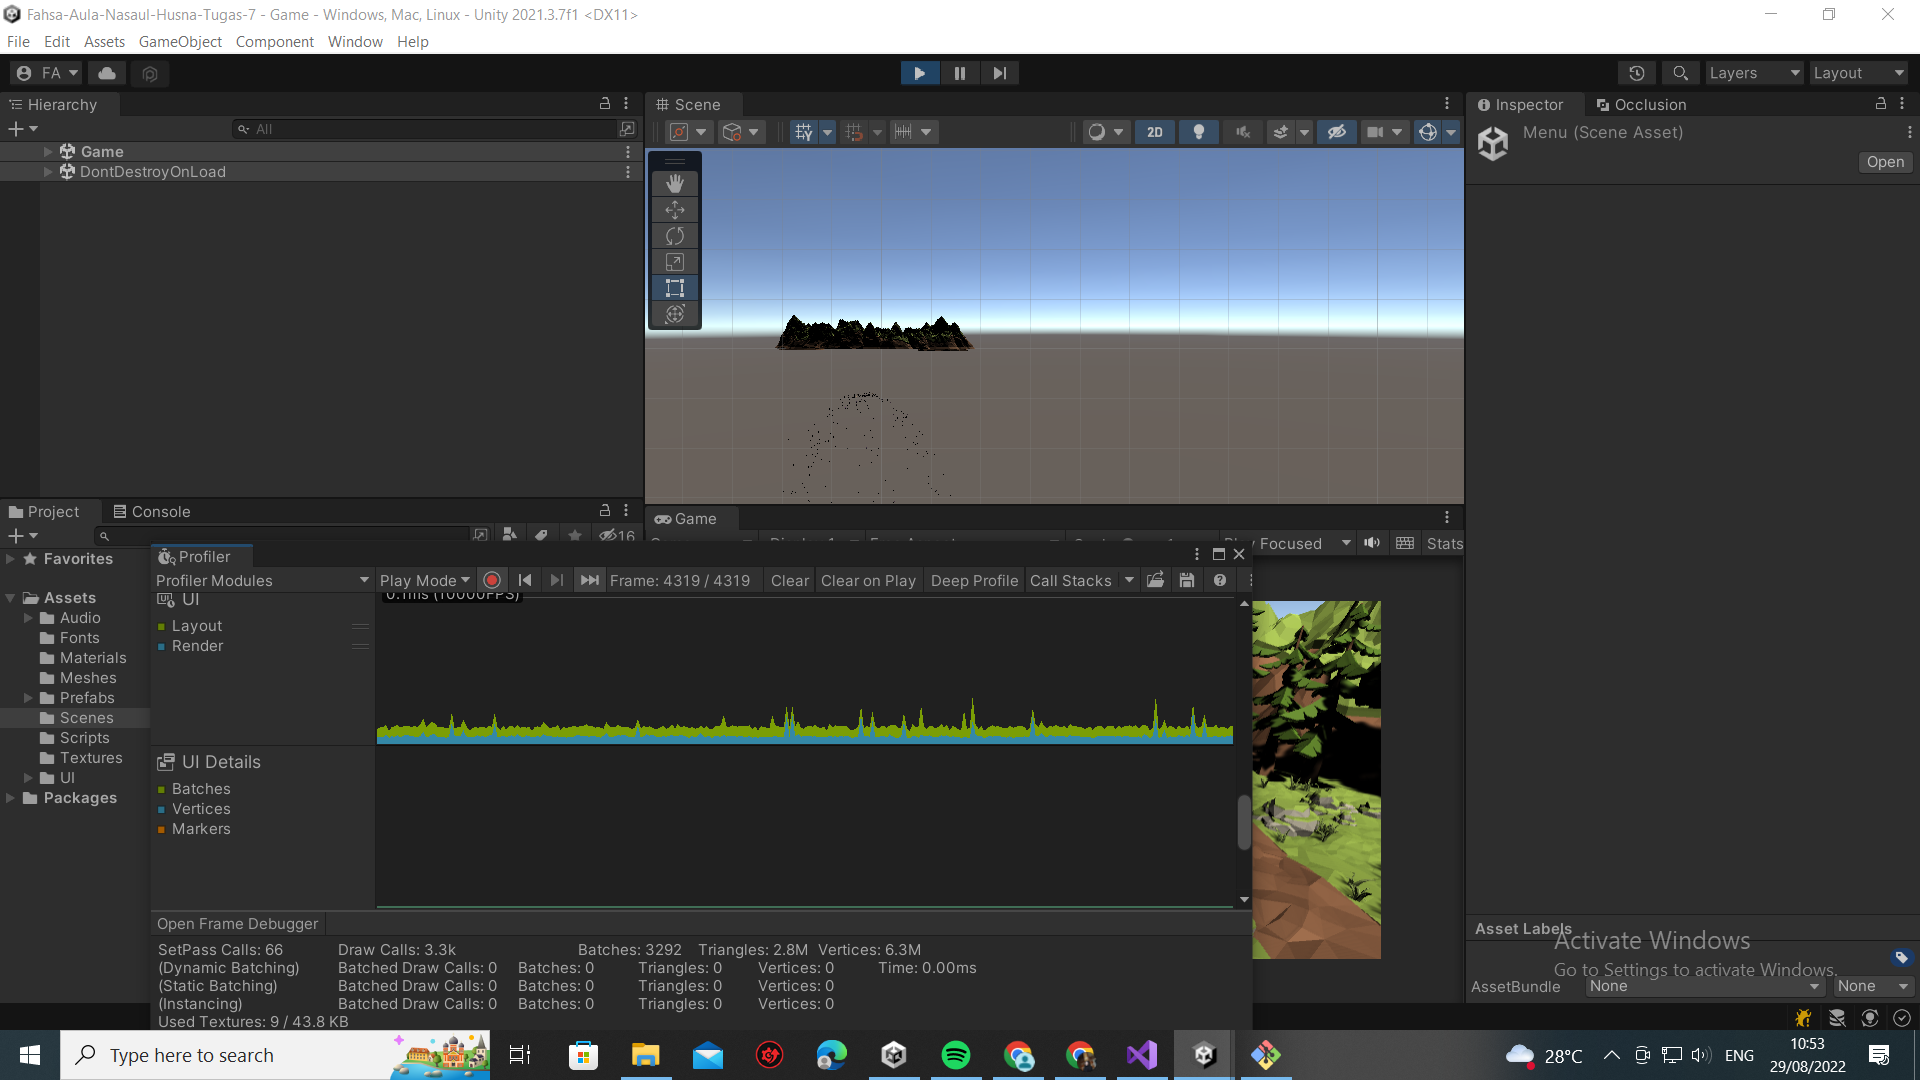 Fahsa-Aula-Nasaul-Husna-Tugas-7 - Game - Windows, Mac, Linux - Unity 2021.3.7f1 <DX11>
File Edit Assets GameObject Component Window Help
FA
Layers
Layout
Hierarchy
All
Game
DontDestroyOnLoad
Scene
2D
Inspector
Occlusion
Menu (Scene Asset)
Open
Project
Console
16
Favorites
Assets
Audio
Fonts
Materials
Meshes
Prefabs
Scenes
Scripts
Textures
UI
Packages
Game
Focused
Stats
Profiler
Profiler Modules
Play Mode
Frame: 4319 / 4319
Clear
Clear on Play
Deep Profile
Call Stacks
UI
0.1ms (10000FPS)
Layout
Render
UI Details
Batches
Vertices
Markers
Open Frame Debugger
SetPass Calls: 66 Draw Calls: 3.3k Batches: 3292 Triangles: 2.8M Vertices: 6.3M
(Dynamic Batching) Batched Draw Calls: 0 Batches: 0 Triangles: 0 Vertices: 0 Time: 0.00ms
(Static Batching) Batched Draw Calls: 0 Batches: 0 Triangles: 0 Vertices: 0
(Instancing) Batched Draw Calls: 0 Batches: 0 Triangles: 0 Vertices: 0
Used Textures: 9 / 43.8 KB
Asset Labels
Activate Windows
Go to Settings to activate Windows.
AssetBundle None None
Type here to search
28°C
ENG
10:53
29/08/2022